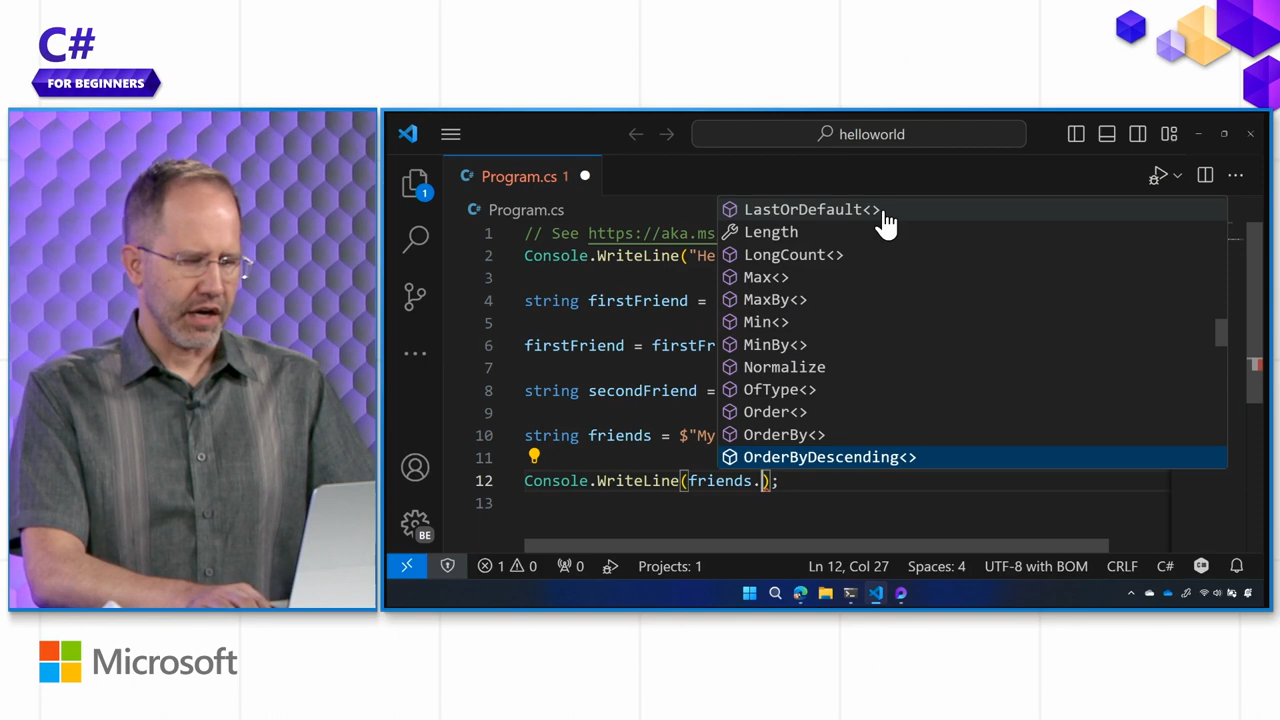 C#
FOR BEGINNERS
helloworld
Program.cs 1
Program.cs
1 // See https://aka.ms
2 Console.WriteLine("He
3
4 string firstFriend =
5
6 firstFriend = firstFr
7
8 string secondFriend =
9
10 string friends = $"My
11
12 Console.WriteLine(friends.);
13
LastOrDefault<>
Length
LongCount<>
Max<>
MaxBy<>
Min<>
MinBy<>
Normalize
OfType<>
Order<>
OrderBy<>
OrderByDescending<>
1
BE
1 0 0 Projects: 1 Ln 12, Col 27 Spaces: 4 UTF-8 with BOM CRLF C#
Microsoft